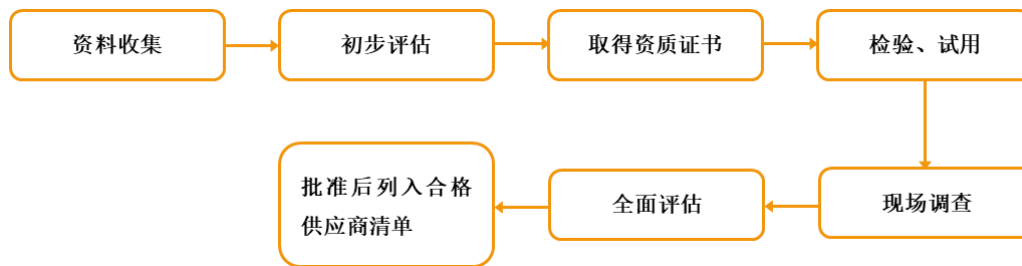 资料收集
初步评估
取得资质证书
检验、试用
现场调查
全面评估
批准后列入合格
供应商清单